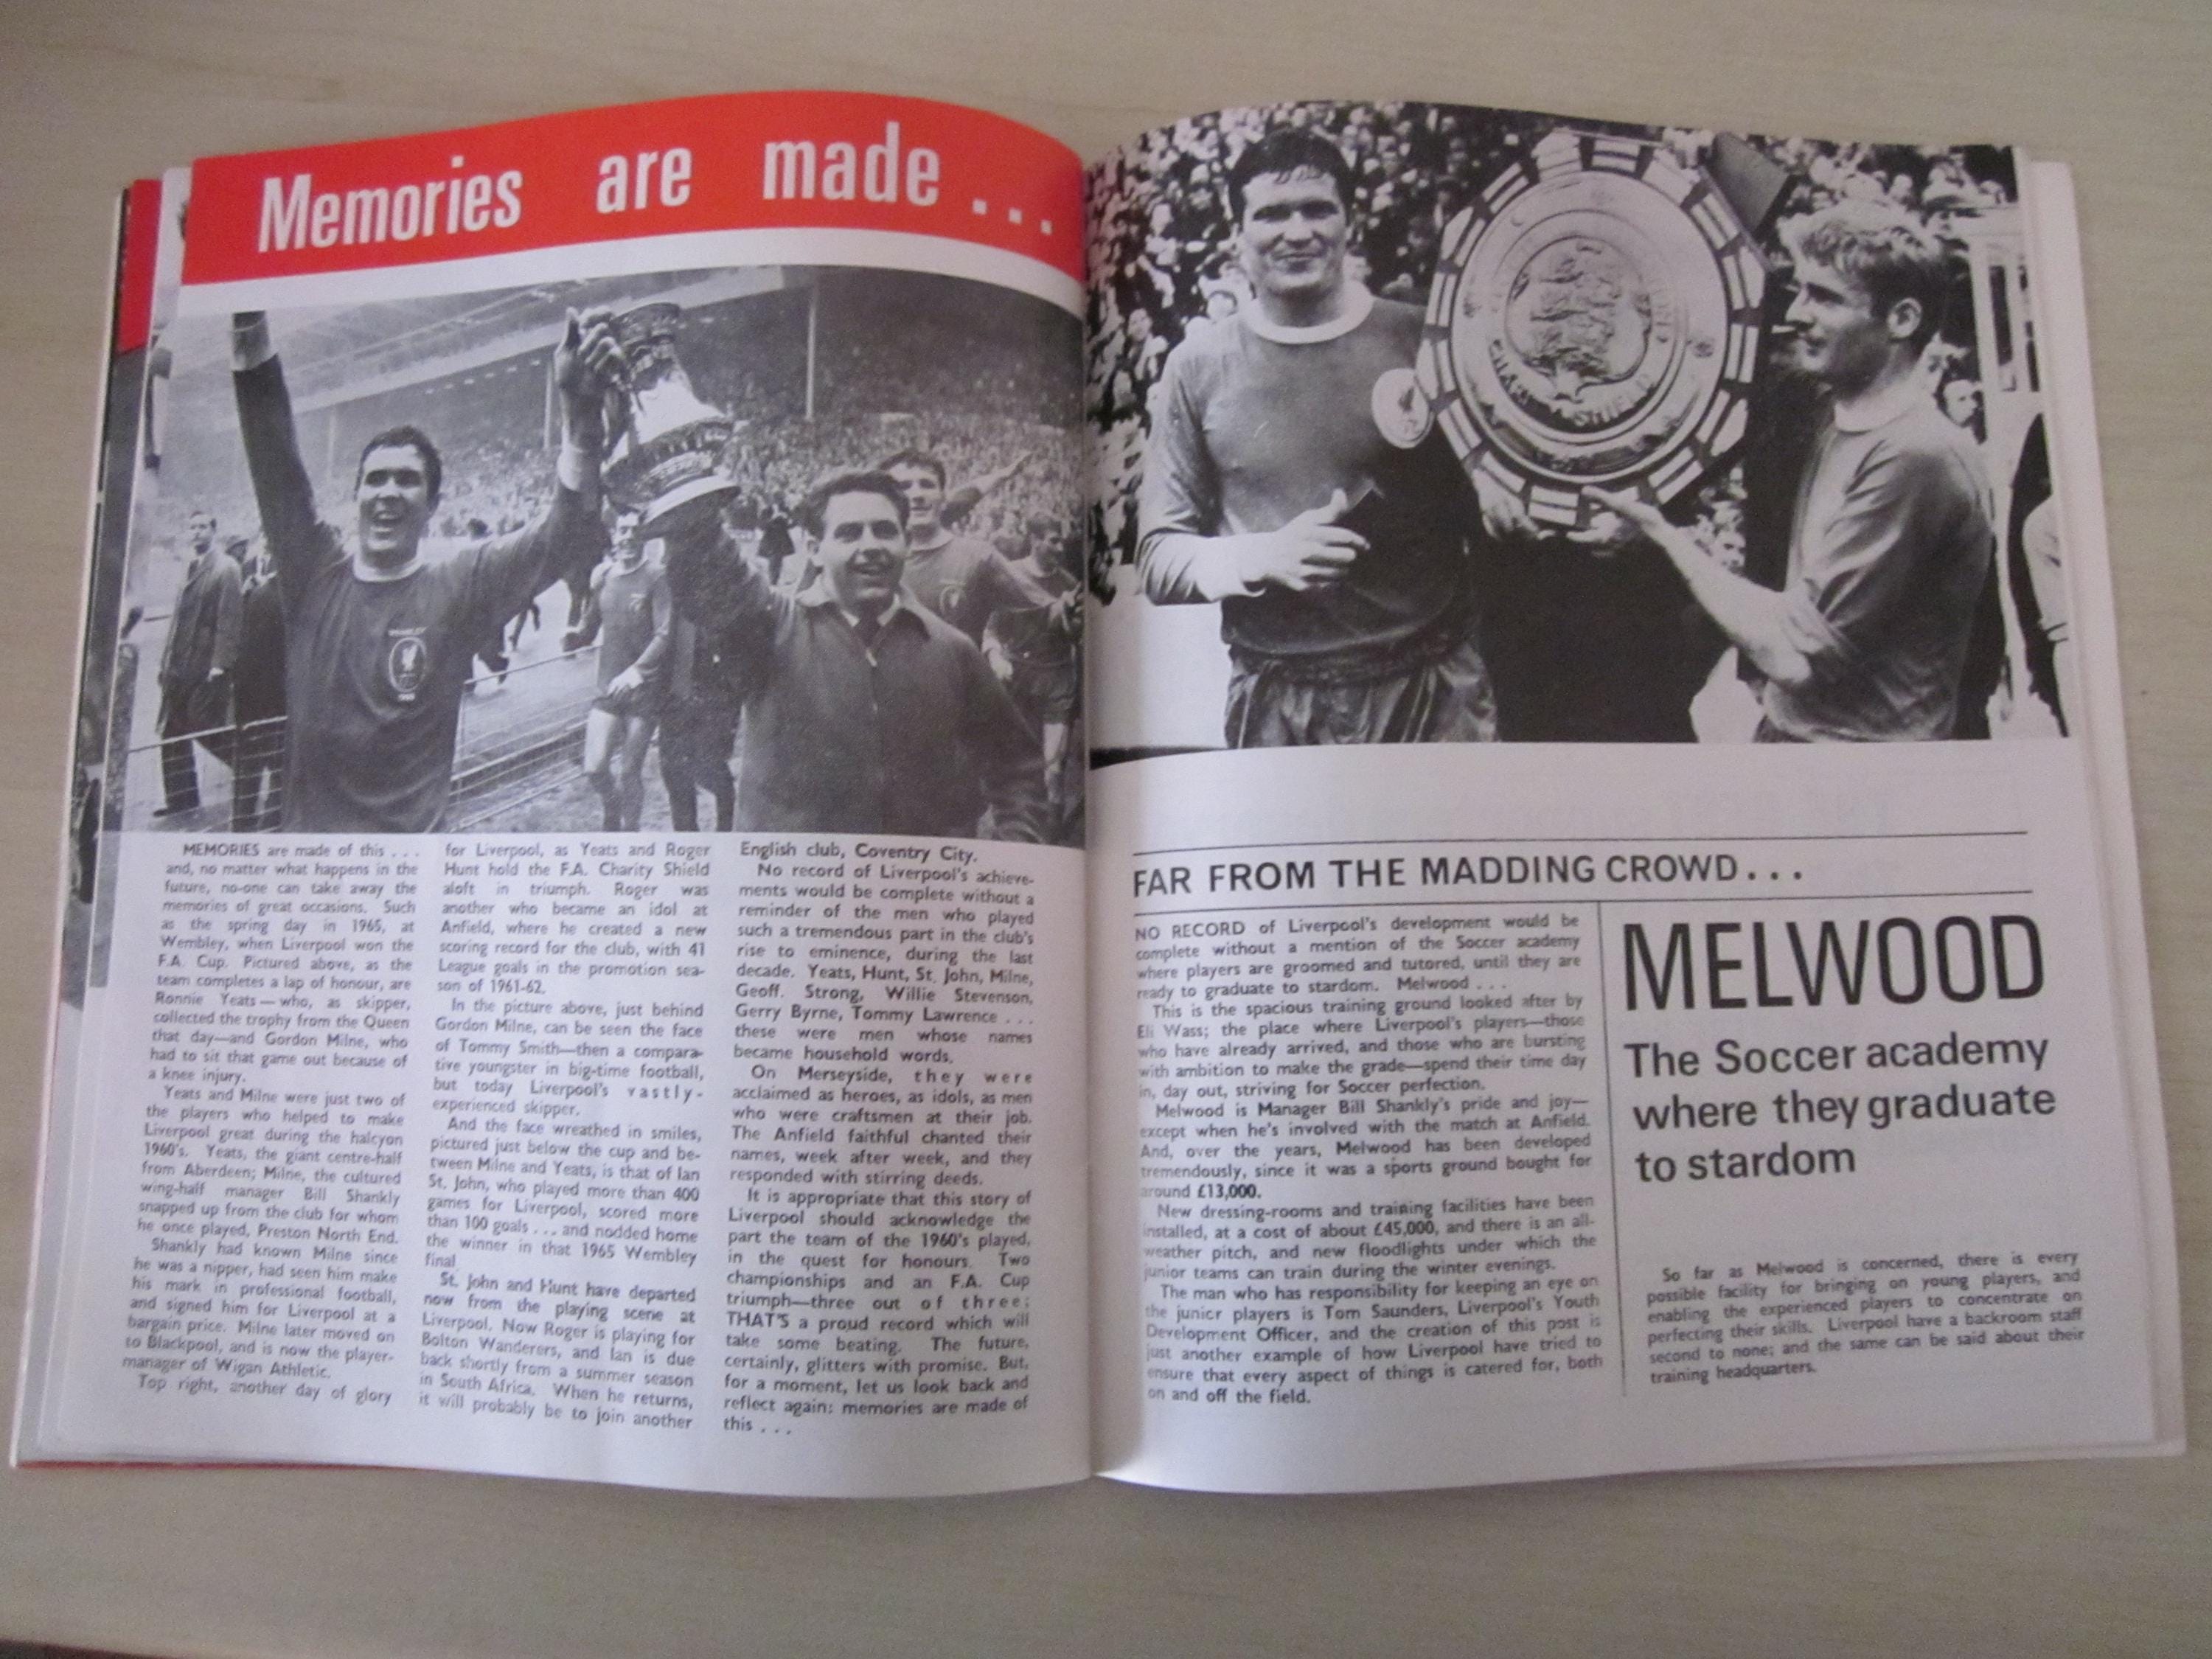 Memories are made...
MEMORIES are made of this . . .
and, no matter what happens in the
future, no-one can take away the
memories of great occasions. Such
as the spring day in 1965, at
Wembley, when Liverpool won the
F.A. Cup. Pictured above, as the
team completes a lap of honour, are
Ronnie Yeats—who, as skipper,
collected the trophy from the Queen
that day—and Gordon Milne, who
had to sit that game out because of
a knee injury.
Yeats and Milne were just two of
the players who helped to make
Liverpool great during the halcyon
1960's. Yeats, the giant centre-half
from Aberdeen; Milne, the cultured
wing-half manager Bill Shankly
snapped up from the club for whom
he once played, Preston North End.
Shankly had known Milne since
he was a nipper, had seen him make
his mark in professional football,
and signed him for Liverpool at a
bargain price. Milne later moved on
to Blackpool, and is now the player-
manager of Wigan Athletic.
Top right, another day of glory
for Liverpool, as Yeats and Roger
Hunt hold the F.A. Charity Shield
aloft in triumph. Roger was
another who became an idol at
Anfield, where he created a new
scoring record for the club, with 41
League goals in the promotion sea-
son of 1961-62.
In the picture above, just behind
Gordon Milne, can be seen the face
of Tommy Smith—then a compara-
tive youngster in big-time football,
but today Liverpool's vastly-
experienced skipper.
And the face wreathed in smiles,
pictured just below the cup and be-
tween Milne and Yeats, is that of Ian
St. John, who played more than 400
games for Liverpool, scored more
than 100 goals . . . and nodded home
the winner in that 1965 Wembley
final.
St. John and Hunt have departed
now from the playing scene at
Liverpool. Now Roger is playing for
Bolton Wanderers, and Ian is due
back shortly from a summer season
in South Africa. When he returns,
it will probably be to join another
English club, Coventry City.
No record of Liverpool's achieve-
ments would be complete without a
reminder of the men who played
such a tremendous part in the club's
rise to eminence, during the last
decade. Yeats, Hunt, St. John, Milne,
Geoff. Strong, Willie Stevenson,
Gerry Byrne, Tommy Lawrence . . .
these were men whose names
became household words.
On Merseyside, they were
acclaimed as heroes, as idols, as men
who were craftsmen at their job.
The Anfield faithful chanted their
names, week after week, and they
responded with stirring deeds.
It is appropriate that this story of
Liverpool should acknowledge the
part the team of the 1960's played,
in the quest for honours. Two
championships and an F.A. Cup
triumph—three out of three;
THAT'S a proud record which will
take some beating. The future,
certainly, glitters with promise. But,
for a moment, let us look back and
reflect again: memories are made of
this . . .
FAR FROM THE MADDING CROWD...
NO RECORD of Liverpool's development would be
complete without a mention of the Soccer academy
where players are groomed and tutored, until they are
ready to graduate to stardom. Melwood . . .
This is the spacious training ground looked after by
Eli Wass; the place where Liverpool's players—those
who have already arrived, and those who are bursting
with ambition to make the grade—spend their time day
in, day out, striving for Soccer perfection.
Melwood is Manager Bill Shankly's pride and joy—
except when he's involved with the match at Anfield.
And, over the years, Melwood has been developed
tremendously, since it was a sports ground bought for
around £13,000.
New dressing-rooms and training facilities have been
installed, at a cost of about £45,000, and there is an all-
weather pitch, and new floodlights under which the
junior teams can train during the winter evenings.
The man who has responsibility for keeping an eye on
the junior players is Tom Saunders, Liverpool's Youth
Development Officer, and the creation of this post is
just another example of how Liverpool have tried to
ensure that every aspect of things is catered for, both
on and off the field.
MELWOOD
The Soccer academy
where they graduate
to stardom
So far as Melwood is concerned, there is every
possible facility for bringing on young players, and
enabling the experienced players to concentrate on
perfecting their skills. Liverpool have a backroom staff
second to none; and the same can be said about their
training headquarters.